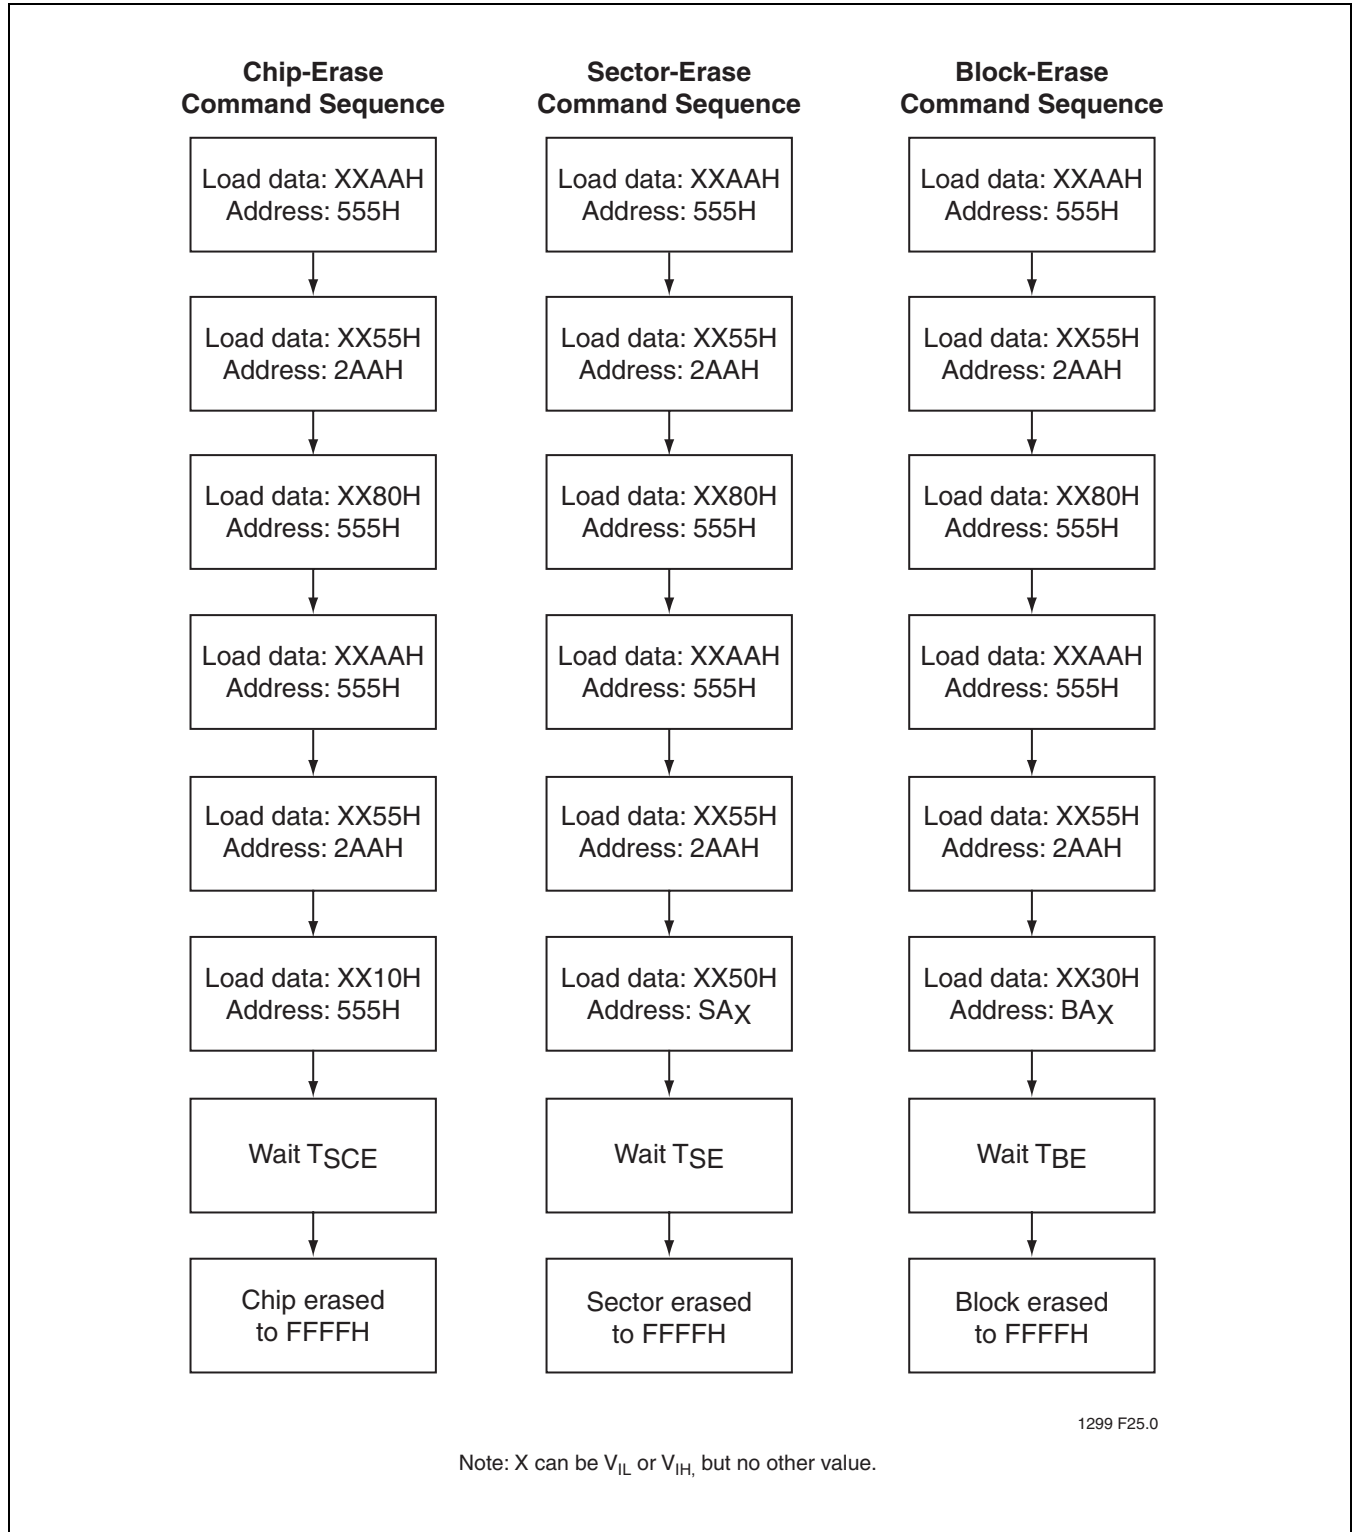 Chip-Erase
Command Sequence
Load data: XXAAH
Address: 555H
Load data: XX55H
Address: 2AAH
Load data: XX80H
Address: 555H
Load data: XXAAH
Address: 555H
Load data: XX55H
Address: 2AAH
Load data: XX10H
Address: 555H
Wait TSCE
Chip erased
to FFFFH
Sector-Erase
Command Sequence
Load data: XXAAH
Address: 555H
Load data: XX55H
Address: 2AAH
Load data: XX80H
Address: 555H
Load data: XXAAH
Address: 555H
Load data: XX55H
Address: 2AAH
Load data: XX50H
Address: SAX
Wait TSE
Sector erased
to FFFFH
Block-Erase
Command Sequence
Load data: XXAAH
Address: 555H
Load data: XX55H
Address: 2AAH
Load data: XX80H
Address: 555H
Load data: XXAAH
Address: 555H
Load data: XX55H
Address: 2AAH
Load data: XX30H
Address: BAX
Wait TBE
Block erased
to FFFFH
1299 F25.0
Note: X can be VIL or VIH, but no other value.